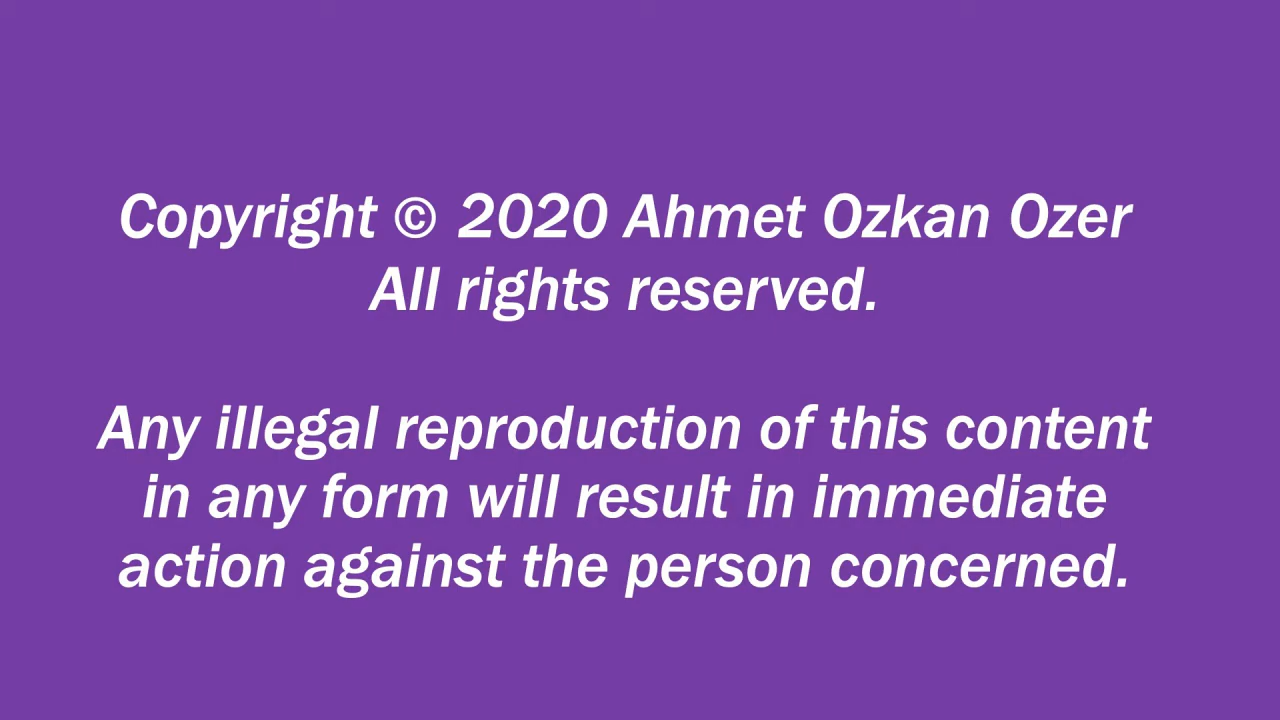 Copyright © 2020 Ahmet Ozkan Ozer
All rights reserved.
Any illegal reproduction of this content
in any form will result in immediate
action against the person concerned.